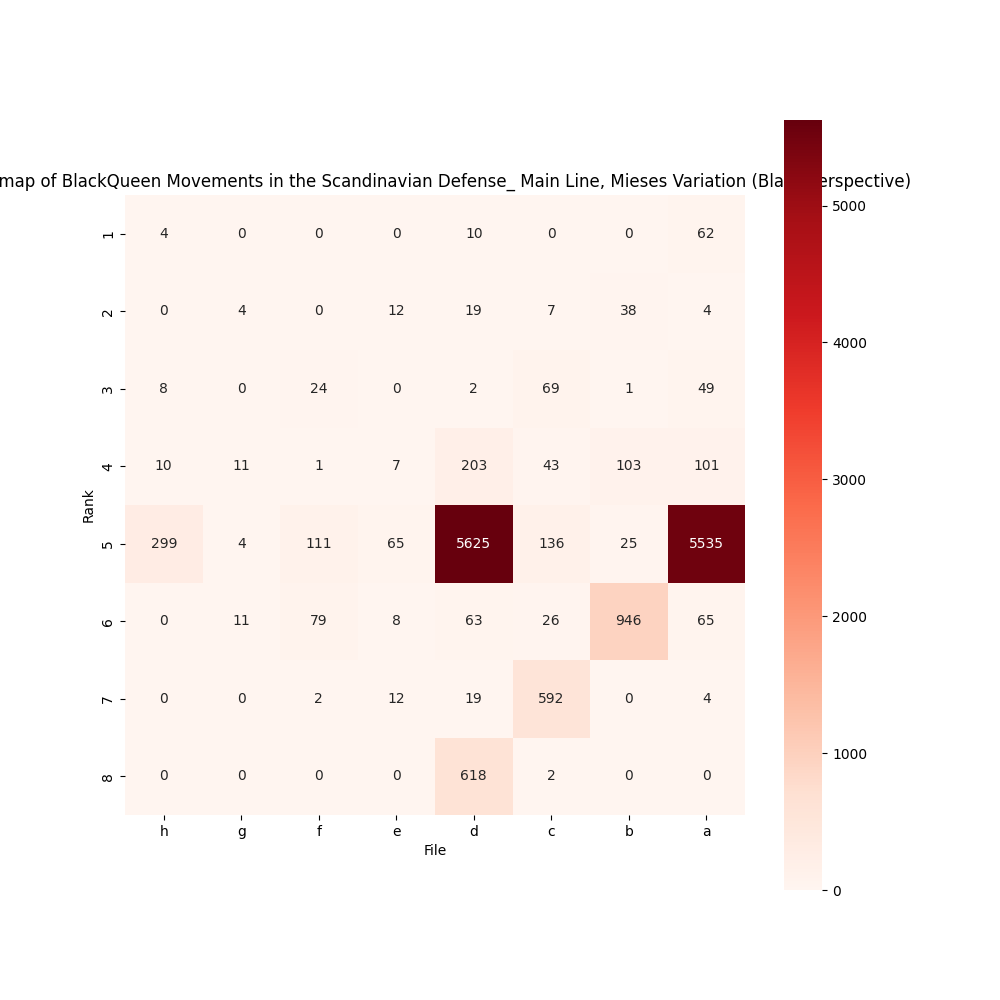 map of BlackQueen Movements in the Scandinavian Defense_ Main Line, Mieses Variation (Bla erspective)
1 4 0 0 0 10 0 0 62
2 0 4 0 12 19 7 38 4
3 8 0 24 0 2 69 1 49
4 10 11 1 7 203 43 103 101
5 299 4 111 65 5625 136 25 5535
6 0 11 79 8 63 26 946 65
7 0 0 2 12 19 592 0 4
8 0 0 0 0 618 2 0 0
h g f e d c b a
File
Rank
5000
4000
3000
2000
1000
0